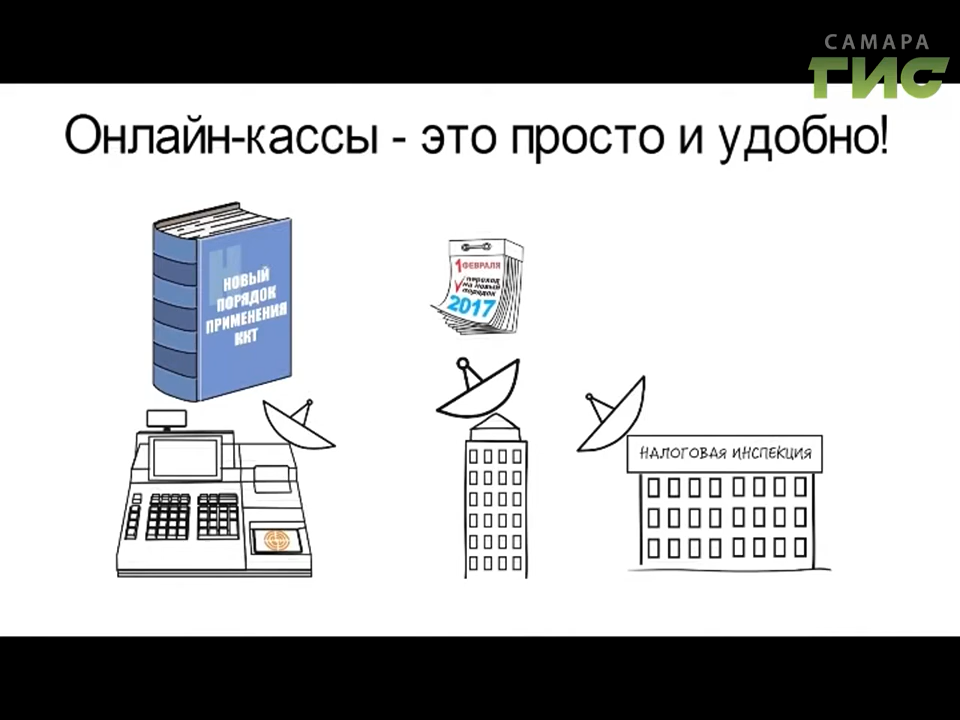 САМАРА
ГИС
Онлайн-кассы - это просто и удобно!
НОВЫЙ
ПОРЯДОК
ПРИМЕНЕНИЯ
ККТ
1 ФЕВРАЛЯ
переход
на новый
порядок
2017
НАЛОГОВАЯ ИНСПЕКЦИЯ